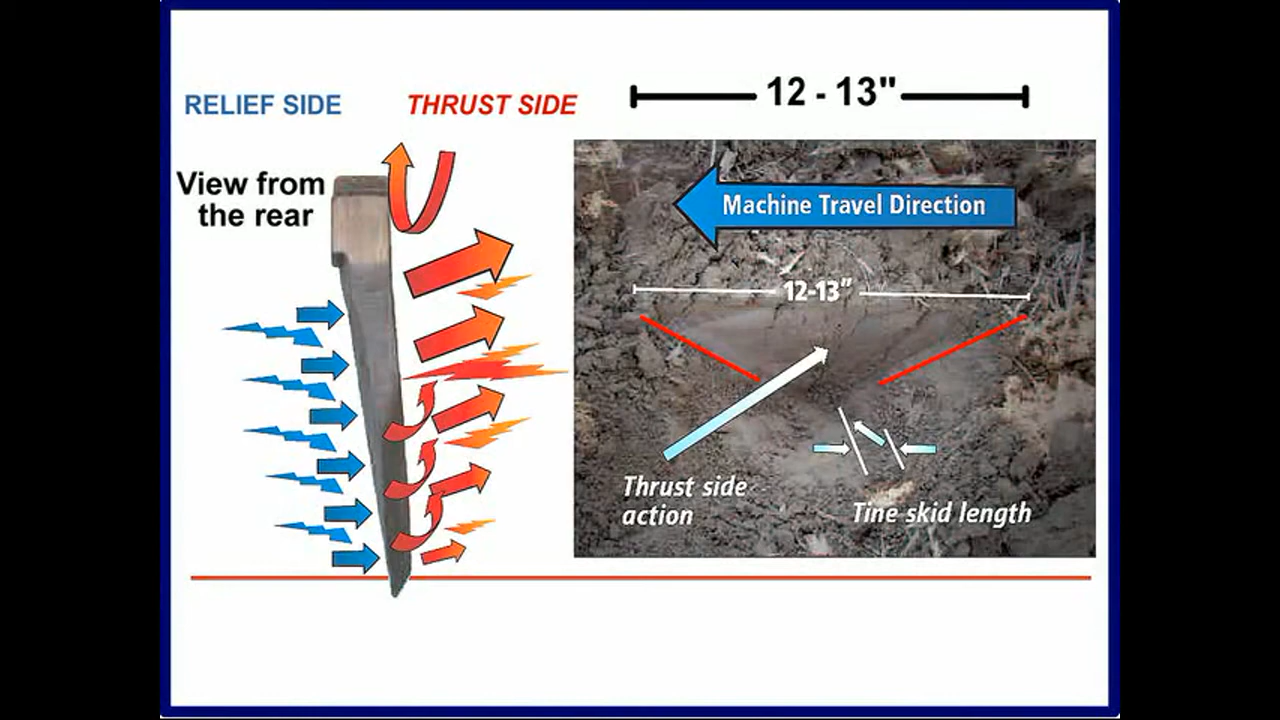 RELIEF SIDE
THRUST SIDE
12 - 13"
View from
the rear
Machine Travel Direction
12-13"
Thrust side
action
Tine skid length